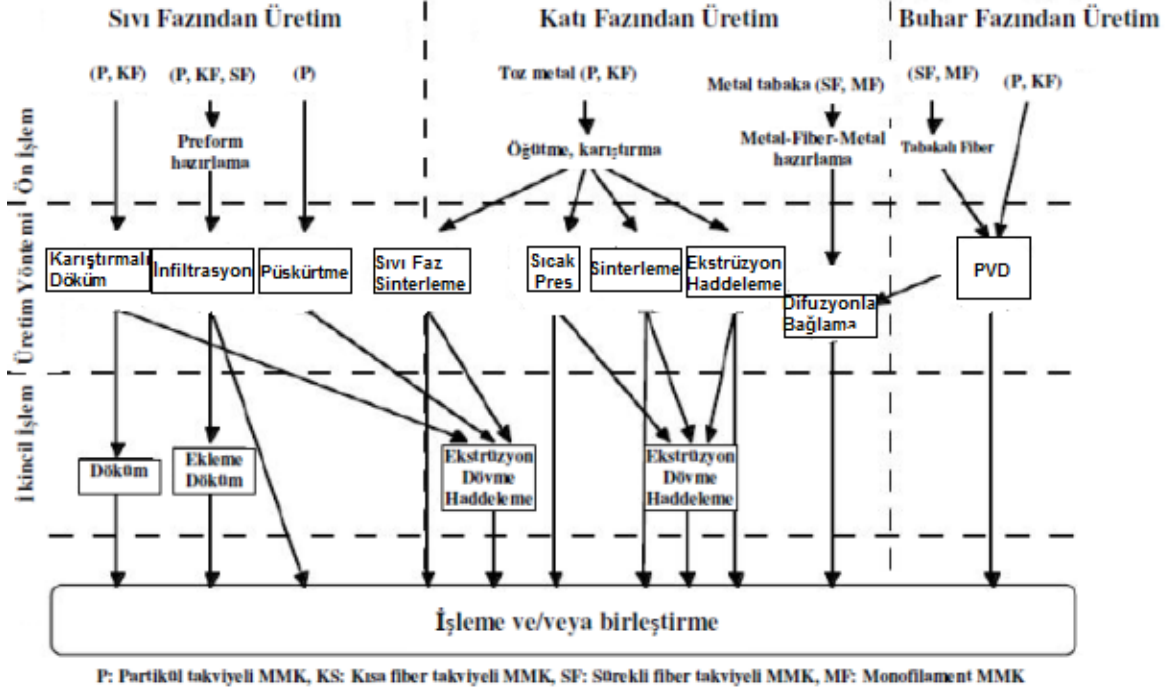 Sıvı Fazından Üretim
Katı Fazından Üretim
Buhar Fazından Üretim
(P, KF)
(P, KF, SF)
(P)
Toz metal (P, KF)
Metal tabaka (SF, MF)
(SF, MF)
(P, KF)
Ön İşlem
Preform
hazırlama
Öğütme, karıştırma
Metal-Fiber-Metal
hazırlama
Tabakalı Fiber
Üretim Yöntemi
Karıştırmalı
Döküm
İnfiltrasyon
Püskürtme
Sıvı Faz
Sinterleme
Sıcak
Pres
Sinterleme
Ekstrüzyon
Haddeleme
Difuzyonla
Bağlama
PVD
İkincil İşlem
Döküm
Ekleme
Döküm
Ekstrüzyon
Dövme
Haddeleme
Ekstrüzyon
Dövme
Haddeleme
İşleme ve/veya birleştirme
P: Partikül takviyeli MMK, KS: Kısa fiber takviyeli MMK, SF: Sürekli fiber takviyeli MMK, MF: Monofilament MMK